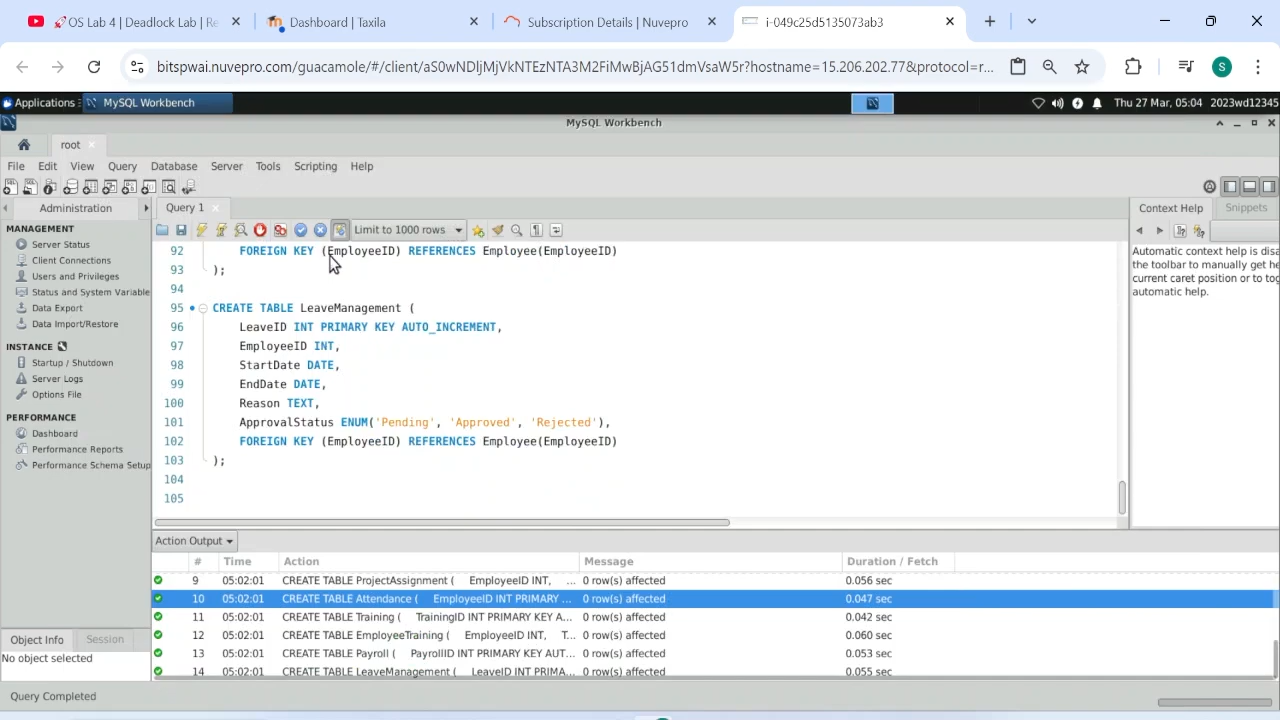 OS Lab 4 | Deadlock Lab | Re
Dashboard | Taxila
Subscription Details | Nuvepro
i-049c25d5135073ab3
bitspwai.nuvepro.com/guacamole/#/client/aS0wNDljMjVkNTEzNTA3M2FiMwBjAG51dmVsaW5r?hostname=15.206.202.77&protocol=r...
S
Applications
MySQL Workbench
Thu 27 Mar, 05:04 2023wd12345
MySQL Workbench
root
File Edit View Query Database Server Tools Scripting Help
Administration
Query 1
Context Help
Snippets
MANAGEMENT
Server Status
Client Connections
Users and Privileges
Status and System Variable
Data Export
Data Import/Restore
INSTANCE
Startup / Shutdown
Server Logs
Options File
PERFORMANCE
Dashboard
Performance Reports
Performance Schema Setup
Limit to 1000 rows
92 FOREIGN KEY (EmployeeID) REFERENCES Employee(EmployeeID)
93 );
94
95 CREATE TABLE LeaveManagement (
96 LeaveID INT PRIMARY KEY AUTO_INCREMENT,
97 EmployeeID INT,
98 StartDate DATE,
99 EndDate DATE,
100 Reason TEXT,
101 ApprovalStatus ENUM('Pending', 'Approved', 'Rejected'),
102 FOREIGN KEY (EmployeeID) REFERENCES Employee(EmployeeID)
103 );
104
105
Automatic context help is disa
the toolbar to manually get he
current caret position or to tog
automatic help.
Action Output
# Time Action Message Duration / Fetch
9 05:02:01 CREATE TABLE ProjectAssignment ( EmployeeID INT, ... 0 row(s) affected 0.056 sec
10 05:02:01 CREATE TABLE Attendance ( EmployeeID INT PRIMARY ... 0 row(s) affected 0.047 sec
11 05:02:01 CREATE TABLE Training ( TrainingID INT PRIMARY KEY A... 0 row(s) affected 0.042 sec
12 05:02:01 CREATE TABLE EmployeeTraining ( EmployeeID INT, T... 0 row(s) affected 0.060 sec
13 05:02:01 CREATE TABLE Payroll ( PayrollID INT PRIMARY KEY AUT... 0 row(s) affected 0.053 sec
14 05:02:01 CREATE TABLE LeaveManagement ( LeaveID INT PRIMA... 0 row(s) affected 0.055 sec
Object Info
Session
No object selected
Query Completed